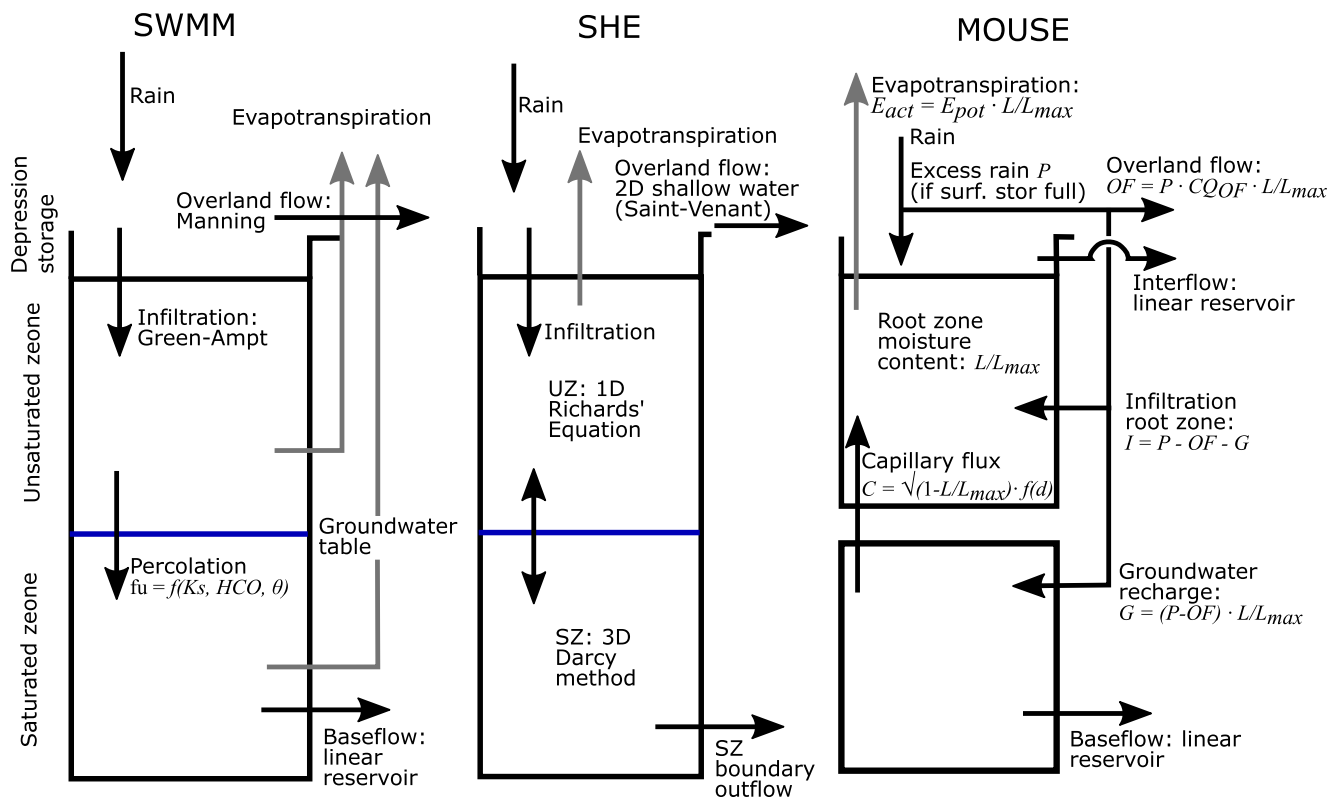 SWMM
Rain
Evapotranspiration
Overland flow:
Manning
Depression
storage
Infiltration:
Green-Ampt
Unsaturated zeone
Groundwater
table
Percolation
fu = f(Ks, HCO, θ)
Saturated zeone
Baseflow:
linear
reservoir
SHE
Rain
Evapotranspiration
Overland flow:
2D shallow water
(Saint-Venant)
Infiltration
UZ: 1D
Richards'
Equation
SZ: 3D
Darcy
method
SZ
boundary
outflow
MOUSE
Evapotranspiration:
Eact = Epot · L/Lmax
Rain
Excess rain P
(if surf. stor full)
Overland flow:
OF = P · CQOF · L/Lmax
Interflow:
linear reservoir
Root zone
moisture
content: L/Lmax
Infiltration
root zone:
I = P - OF - G
Capillary flux
C = √(1-L/Lmax)· f(d)
Groundwater
recharge:
G = (P-OF) · L/Lmax
Baseflow: linear
reservoir